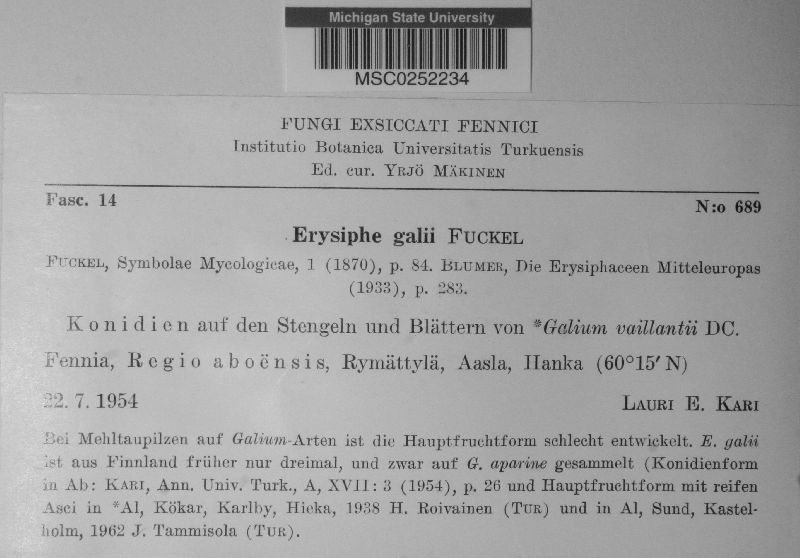 Michigan State University
MSC0252234
FUNGI EXSICCATI FENNICI
Institutio Botanica Universitatis Turkuensis
Ed. cur. YRJÖ MÄKINEN
Fasc. 14 N:o 689
Erysiphe galii FUCKEL
FUCKEL, Symbolae Mycologicae, 1 (1870), p. 84. BLUMER, Die Erysiphaceen Mitteleuropas
(1933), p. 283.
Konidien auf den Stengeln und Blättern von *Galium vaillantii DC.
Fennia, Regio aboënsis, Rymättylä, Aasla, Hanka (60°15′ N)
22. 7. 1954 LAURI E. KARI
Bei Mehltaupilzen auf Galium-Arten ist die Hauptfruchtform schlecht entwickelt. E. galii
ist aus Finnland früher nur dreimal, und zwar auf G. aparine gesammelt (Konidienform
in Ab: KARI, Ann. Univ. Turk., A, XVII: 3 (1954), p. 26 und Hauptfruchtform mit reifen
Asci in *Al, Kökar, Karlby, Hieka, 1938 H. Roivainen (TUR) und in Al, Sund, Kastel-
holm, 1962 J. Tammisola (TUR).